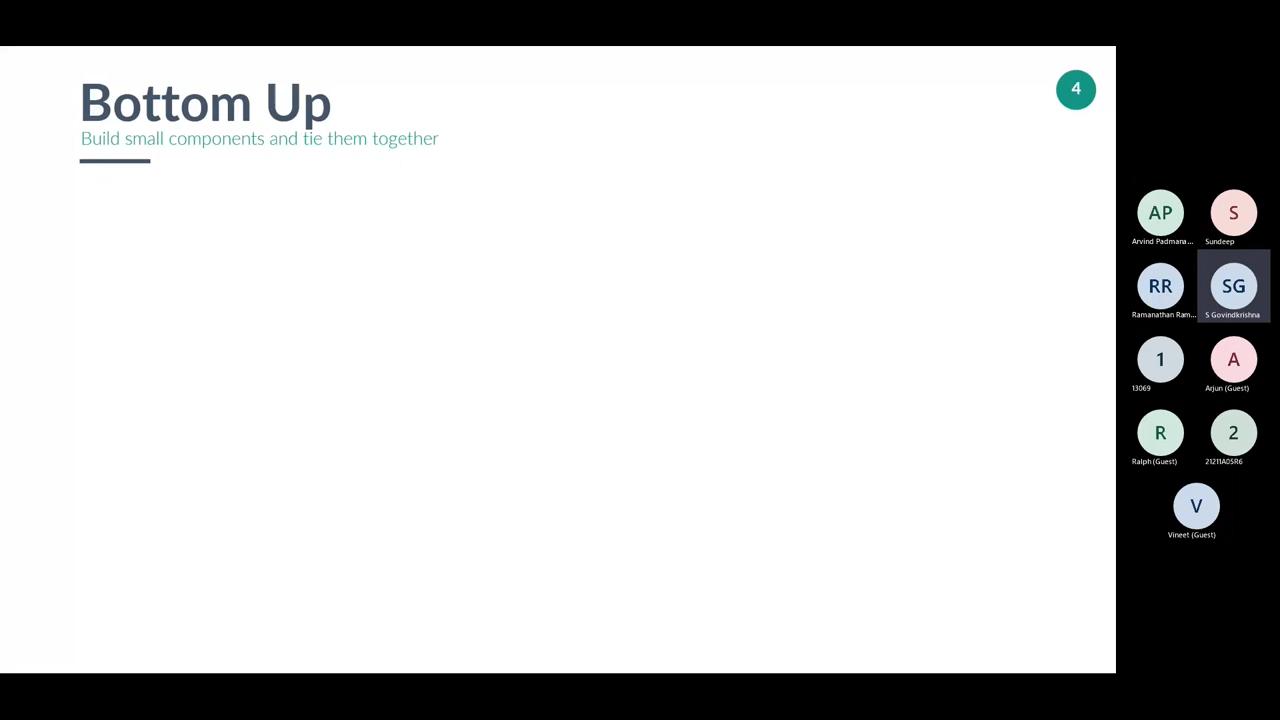 Bottom Up
4
Build small components and tie them together
AP
S
Arvind Padmana...
Sundeep
RR
SG
Ramanathan Ram...
S Govindkrishna
1
A
13069
Arjun (Guest)
R
2
Ralph (Guest)
21211A05R6
V
Vineet (Guest)